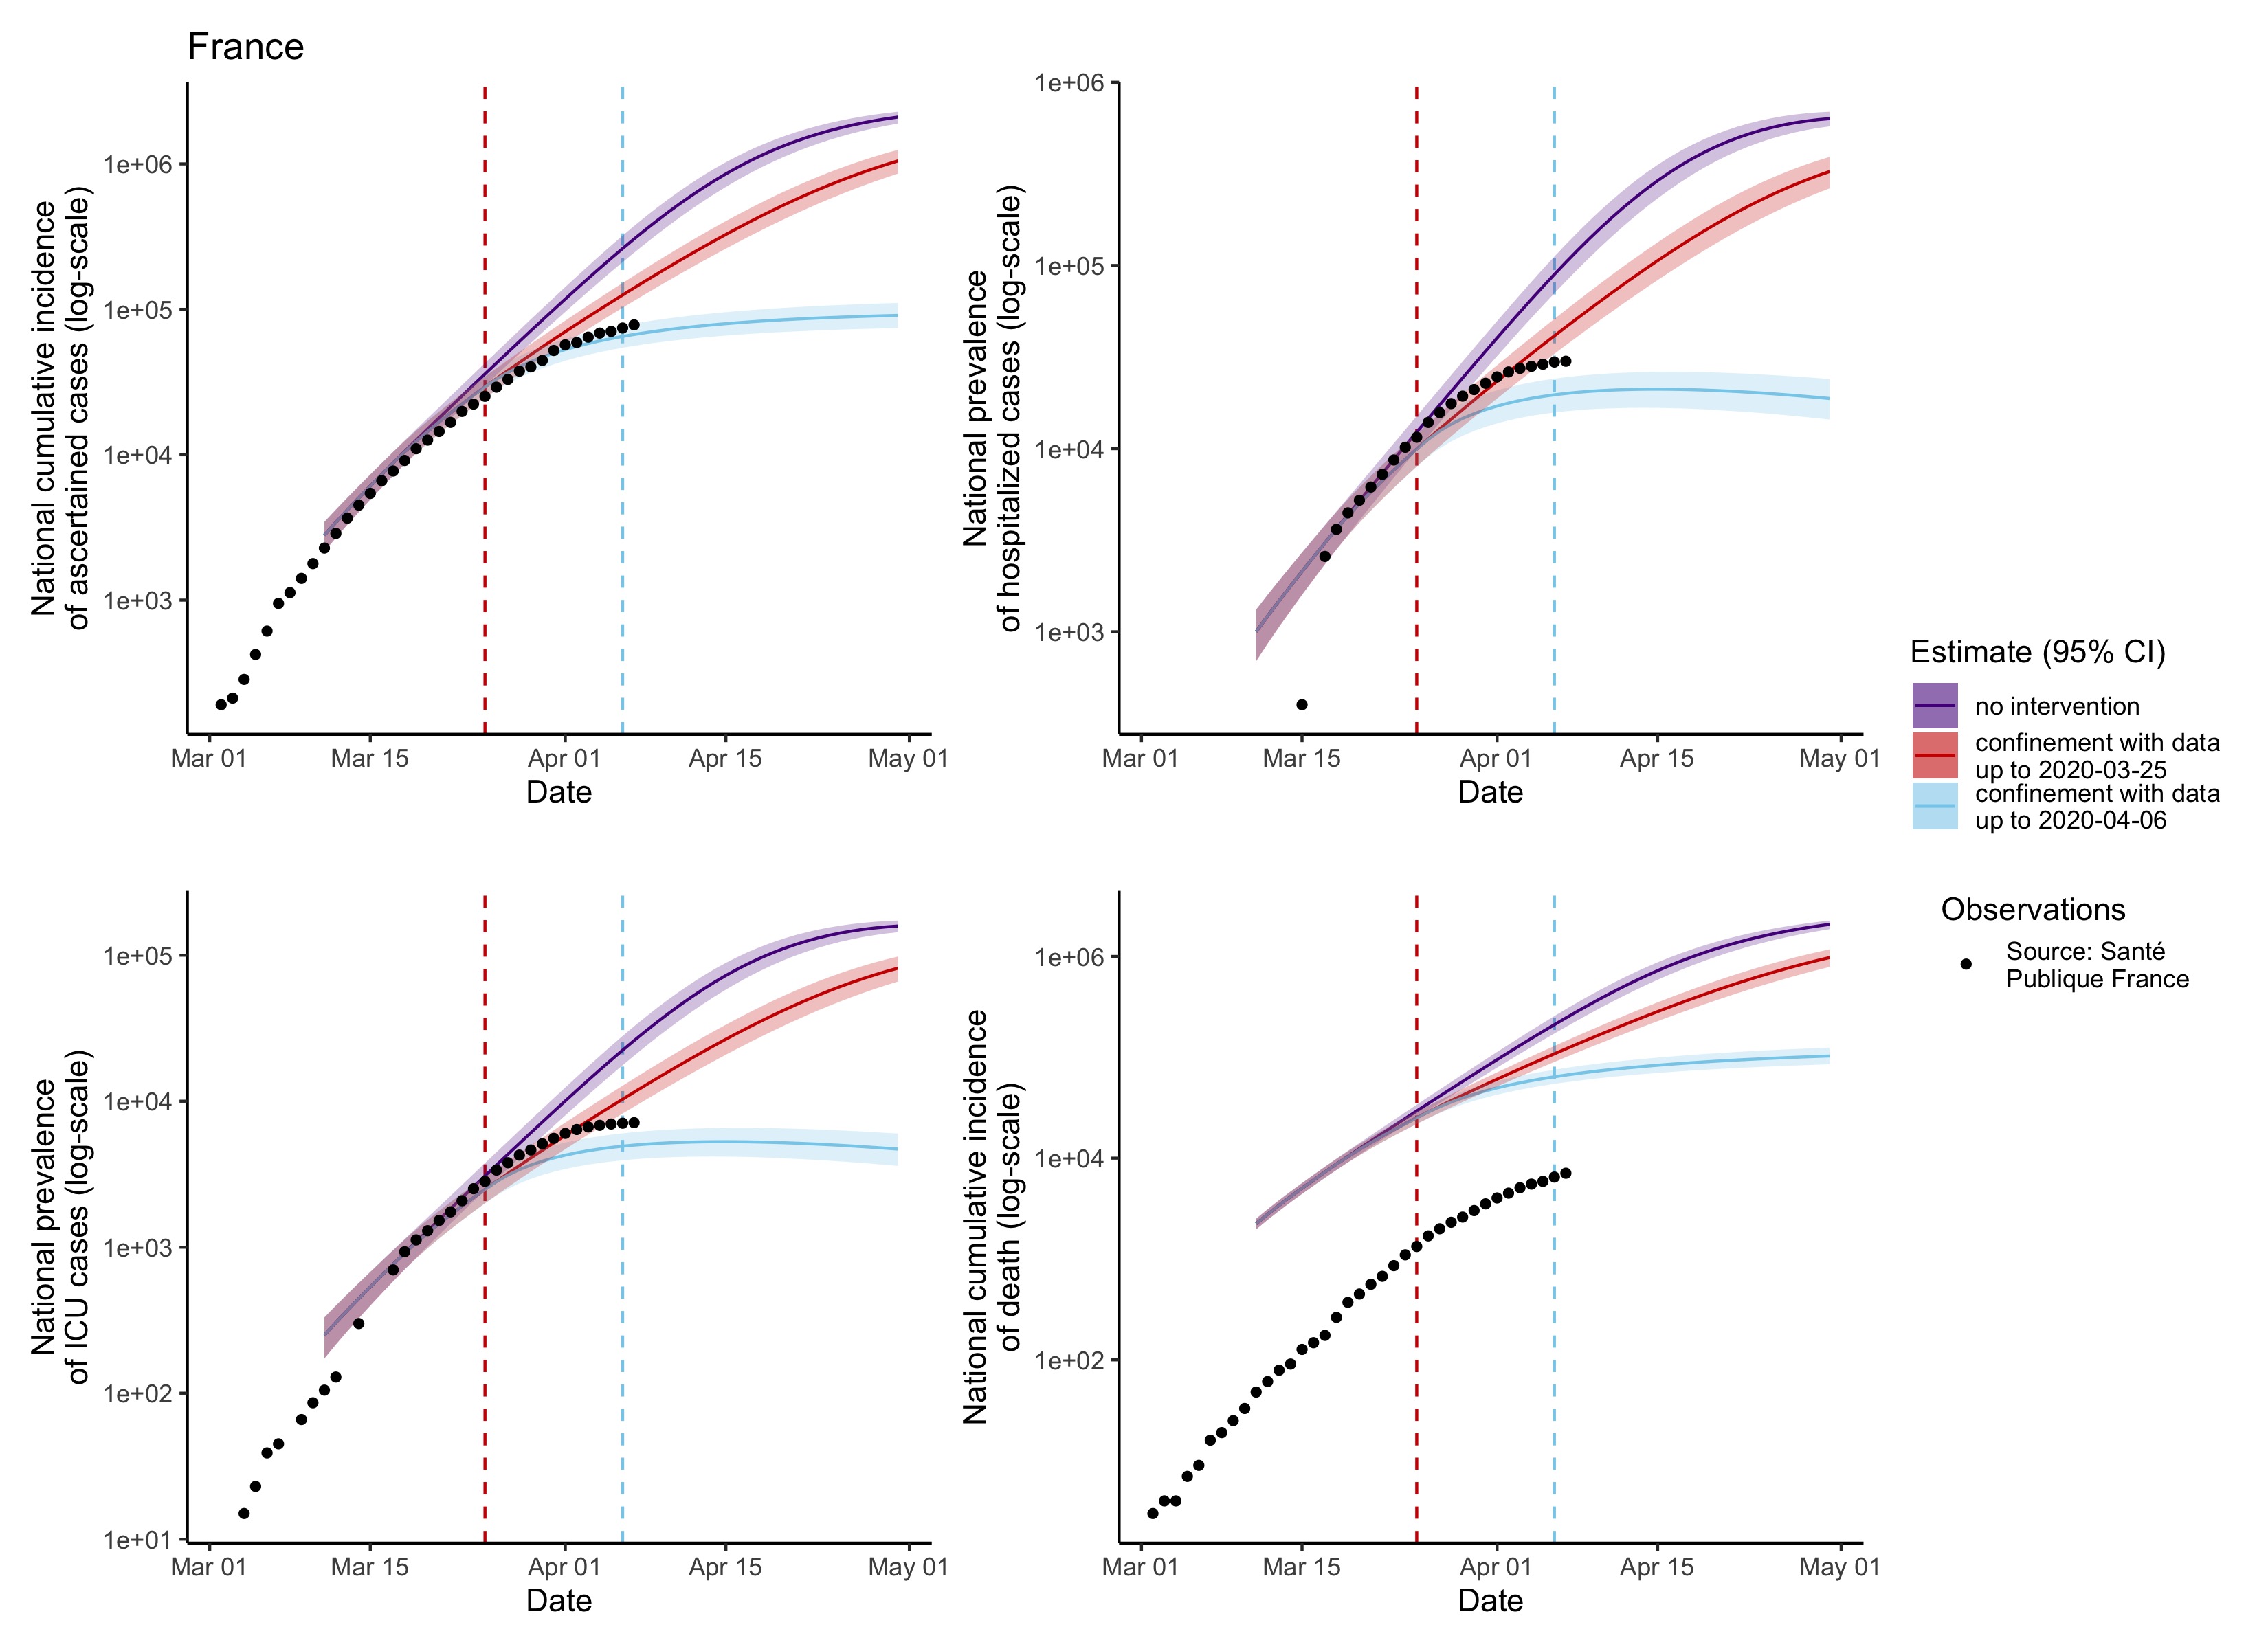 France
National cumulative incidence
of ascertained cases (log-scale)
1e+06
1e+05
1e+04
1e+03
Mar 01
Mar 15
Apr 01
Apr 15
May 01
Date
National prevalence
of hospitalized cases (log-scale)
1e+06
1e+05
1e+04
1e+03
Mar 01
Mar 15
Apr 01
Apr 15
May 01
Date
Estimate (95% CI)
no intervention
confinement with data
up to 2020-03-25
confinement with data
up to 2020-04-06
Observations
Source: Santé
Publique France
National prevalence
of ICU cases (log-scale)
1e+05
1e+04
1e+03
1e+02
1e+01
Mar 01
Mar 15
Apr 01
Apr 15
May 01
Date
National cumulative incidence
of death (log-scale)
1e+06
1e+04
1e+02
Mar 01
Mar 15
Apr 01
Apr 15
May 01
Date